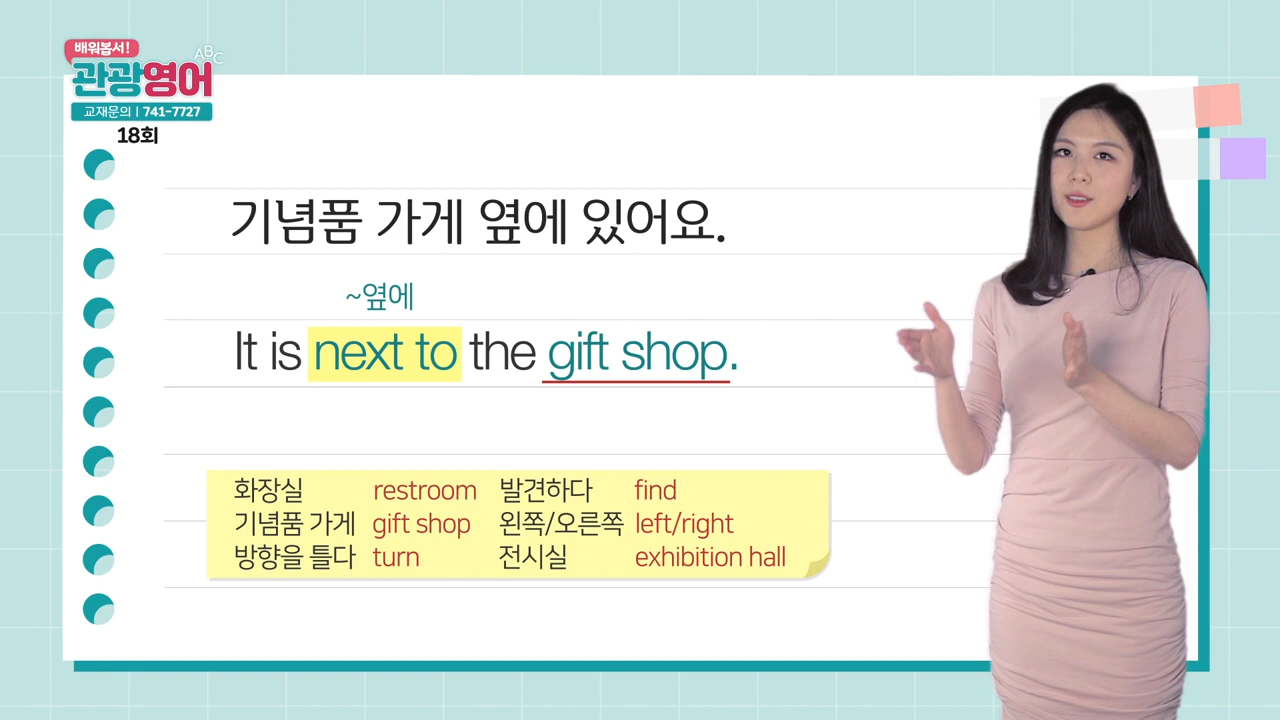 배워봅서!
ABC
관광영어
교재문의 | 741-7727
18회
기념품 가게 옆에 있어요.
~옆에
It is next to the gift shop.
화장실 restroom 발견하다 find
기념품 가게 gift shop 왼쪽/오른쪽 left/right
방향을 틀다 turn 전시실 exhibition hall